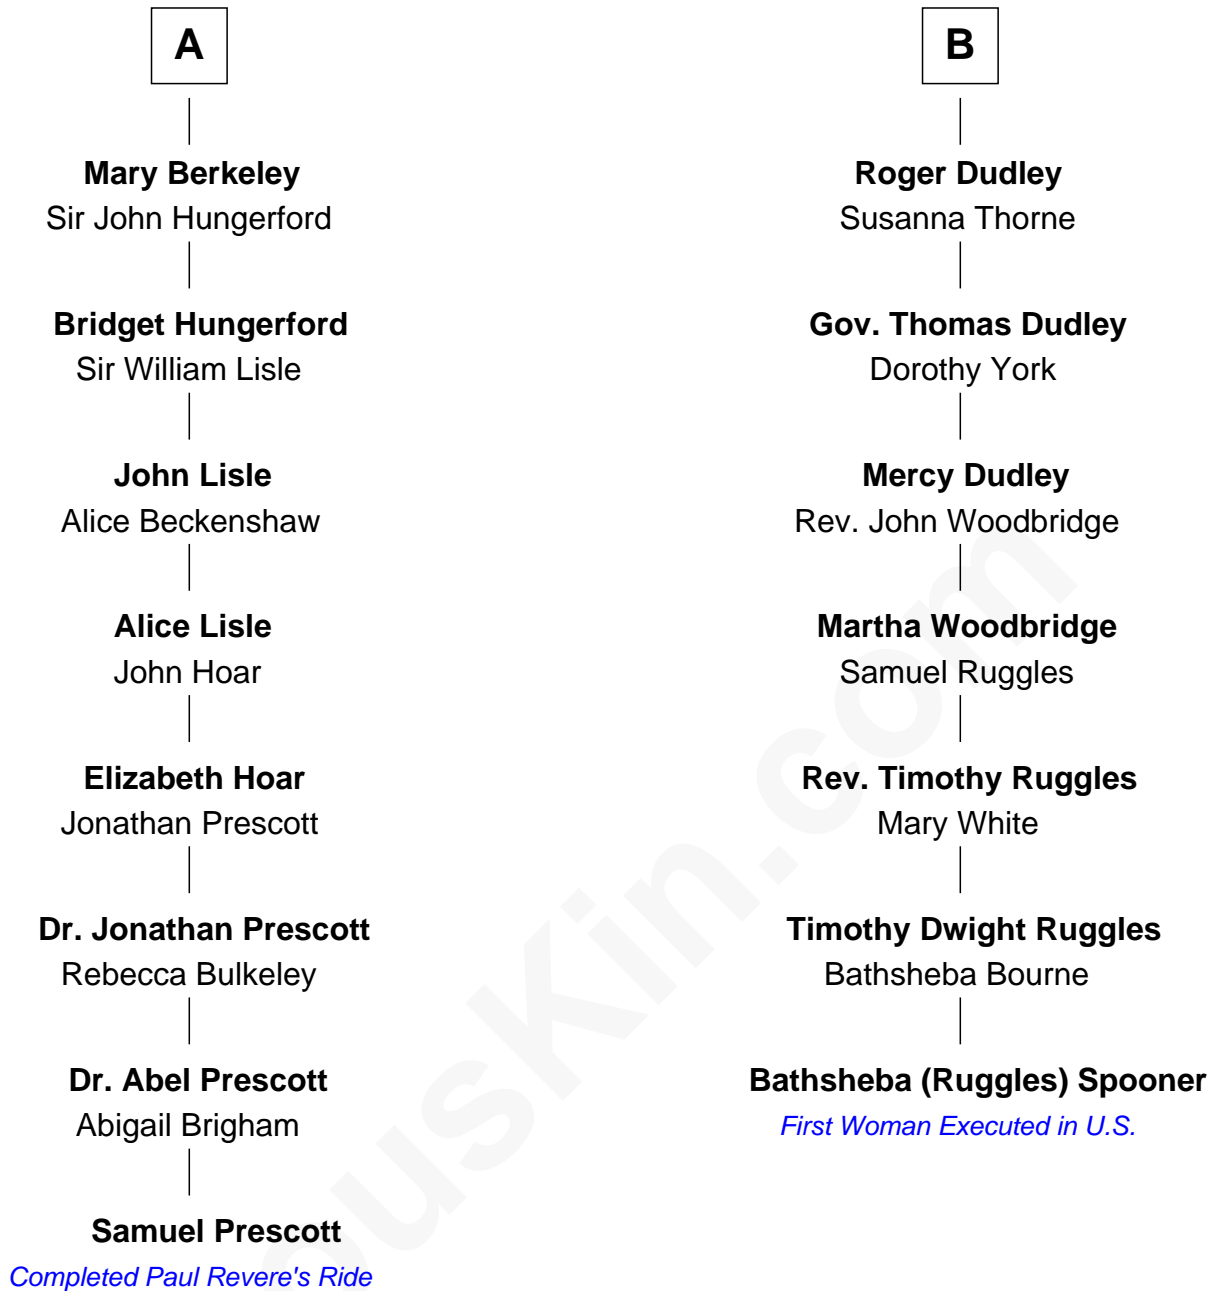 A
Mary Berkeley
Sir John Hungerford
Bridget Hungerford
Sir William Lisle
John Lisle
Alice Beckenshaw
Alice Lisle
John Hoar
Elizabeth Hoar
Jonathan Prescott
Dr. Jonathan Prescott
Rebecca Bulkeley
Dr. Abel Prescott
Abigail Brigham
Samuel Prescott
Completed Paul Revere's Ride
B
Roger Dudley
Susanna Thorne
Gov. Thomas Dudley
Dorothy York
Mercy Dudley
Rev. John Woodbridge
Martha Woodbridge
Samuel Ruggles
Rev. Timothy Ruggles
Mary White
Timothy Dwight Ruggles
Bathsheba Bourne
Bathsheba (Ruggles) Spooner
First Woman Executed in U.S.
ousKin.com